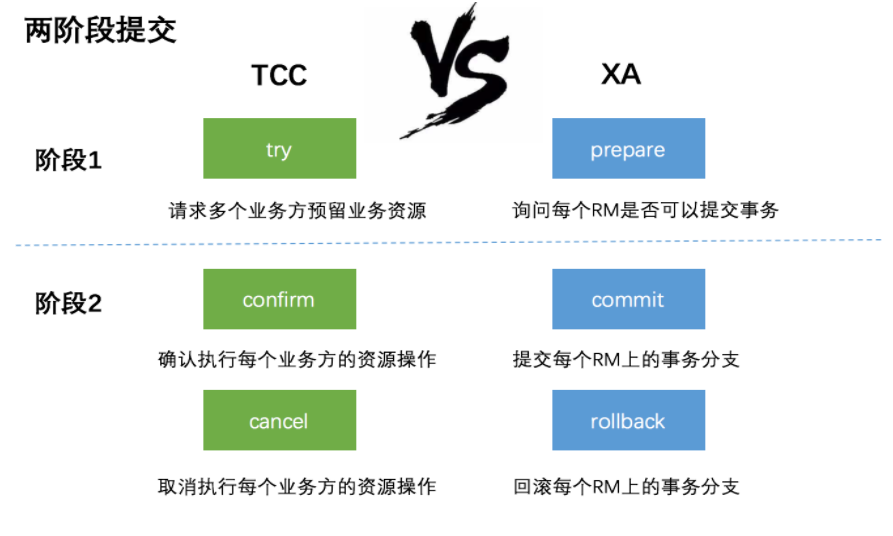 两阶段提交
VS
TCC
XA
阶段1
try
prepare
请求多个业务方预留业务资源
询问每个RM是否可以提交事务
阶段2
confirm
commit
确认执行每个业务方的资源操作
提交每个RM上的事务分支
cancel
rollback
取消执行每个业务方的资源操作
回滚每个RM上的事务分支